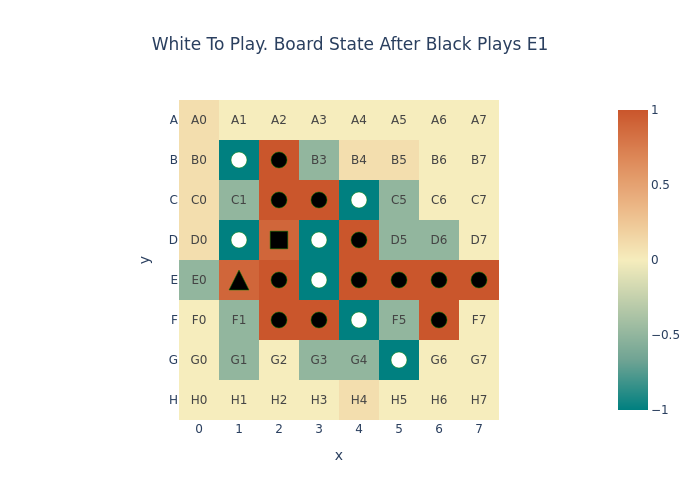 White To Play. Board State After Black Plays E1
A A0 A1 A2 A3 A4 A5 A6 A7
B B0 B3 B4 B5 B6 B7
C C0 C1 C5 C6 C7
D D0 D5 D6 D7
E E0
F F0 F1 F5 F7
G G0 G1 G2 G3 G4 G6 G7
H H0 H1 H2 H3 H4 H5 H6 H7
0 1 2 3 4 5 6 7
x
y
1
0.5
0
−0.5
−1